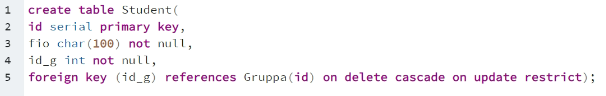 1 create table Student(
2 id serial primary key,
3 fio char(100) not null,
4 id_g int not null,
5 foreign key (id_g) references Gruppa(id) on delete cascade on update restrict);